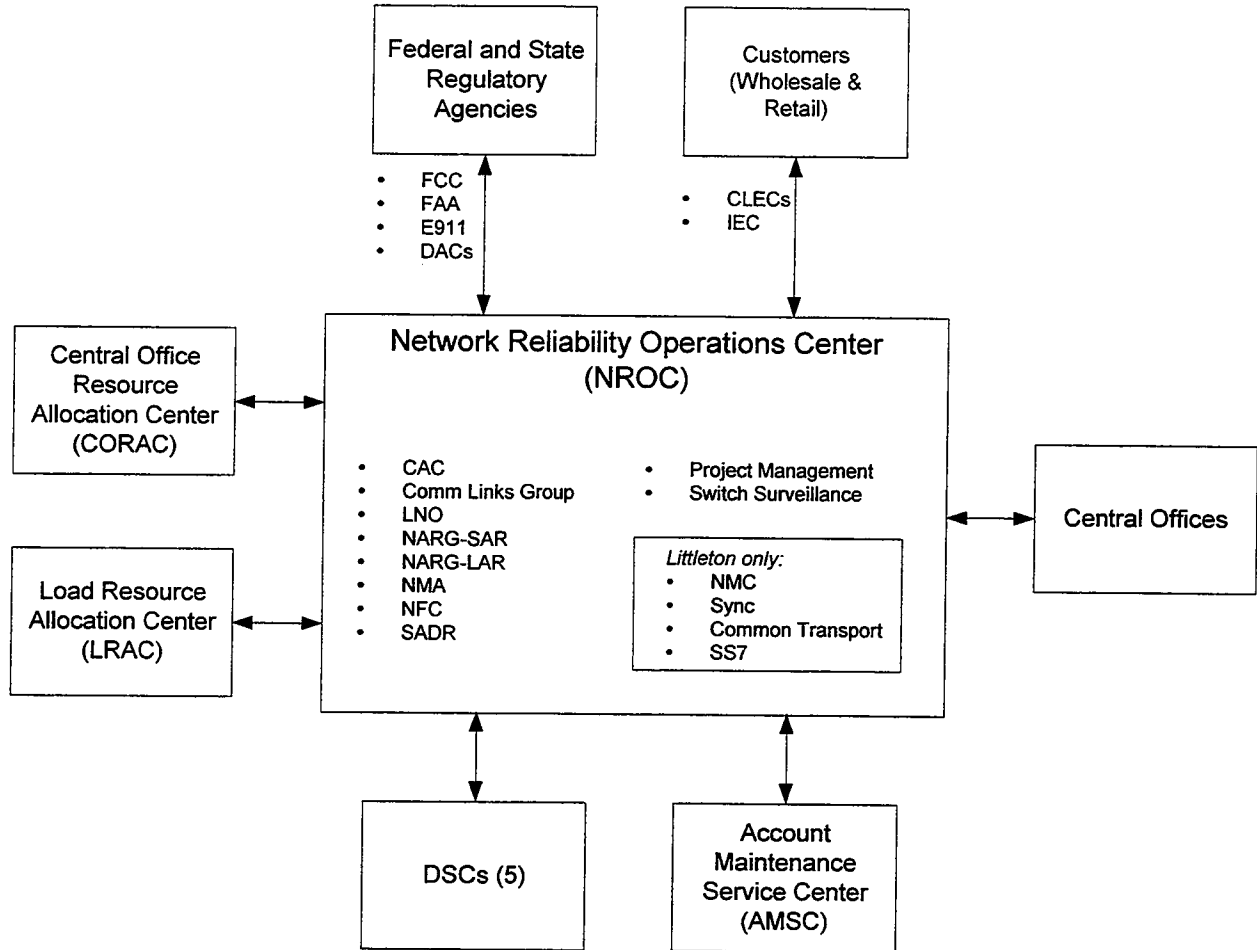 Federal and State
Regulatory
Agencies
Customers
(Wholesale &
Retail)
• FCC
• FAA
• E911
• DACs
• CLECs
• IEC
Network Reliability Operations Center
(NROC)
Central Office
Resource
Allocation Center
(CORAC)
Load Resource
Allocation Center
(LRAC)
• CAC
• Comm Links Group
• LNO
• NARG-SAR
• NARG-LAR
• NMA
• NFC
• SADR
• Project Management
• Switch Surveillance
Littleton only:
• NMC
• Sync
• Common Transport
• SS7
Central Offices
DSCs (5)
Account
Maintenance
Service Center
(AMSC)